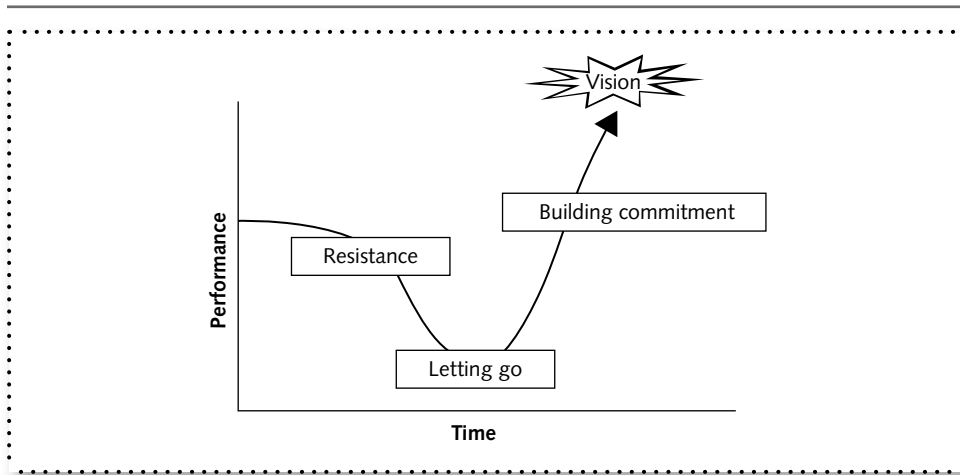 Vision
Building commitment
Performance
Resistance
Letting go
Time